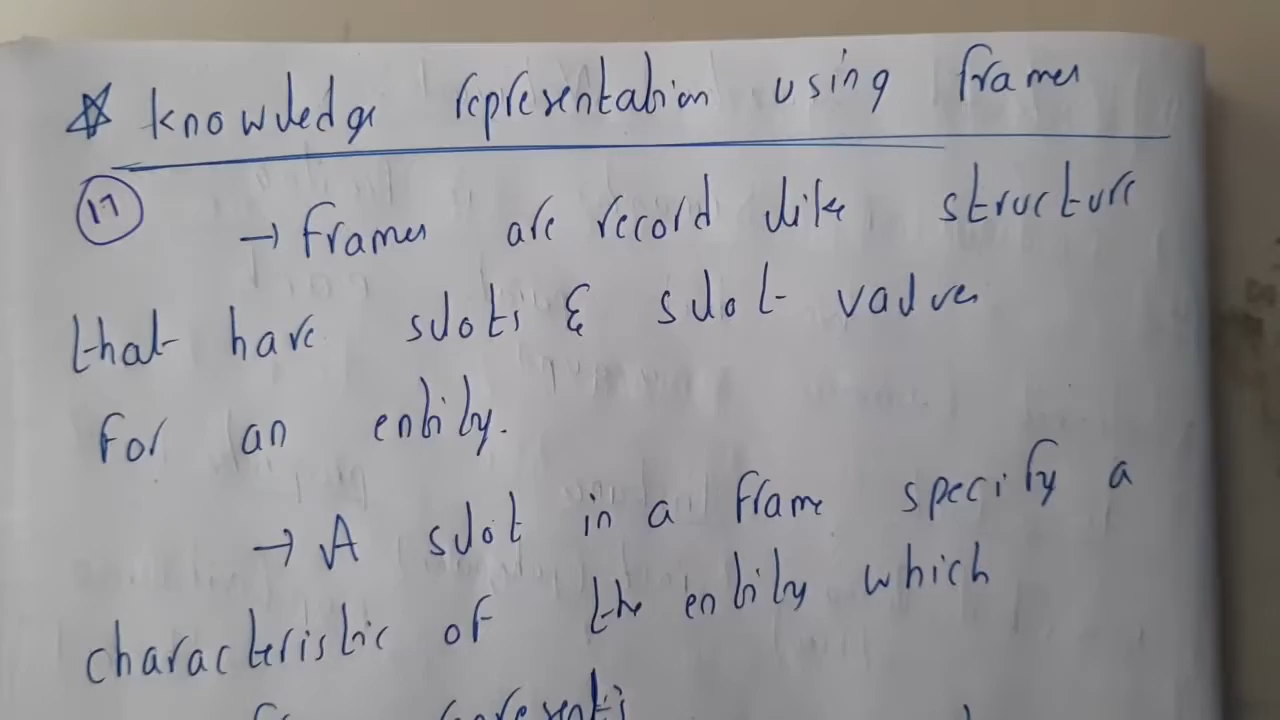 ☆ knowledge representation using frames
17
→ frames are record like structure
that have slots & slot values
for an entity.
→ A slot in a frame specify a
characteristic of the entity which
represents